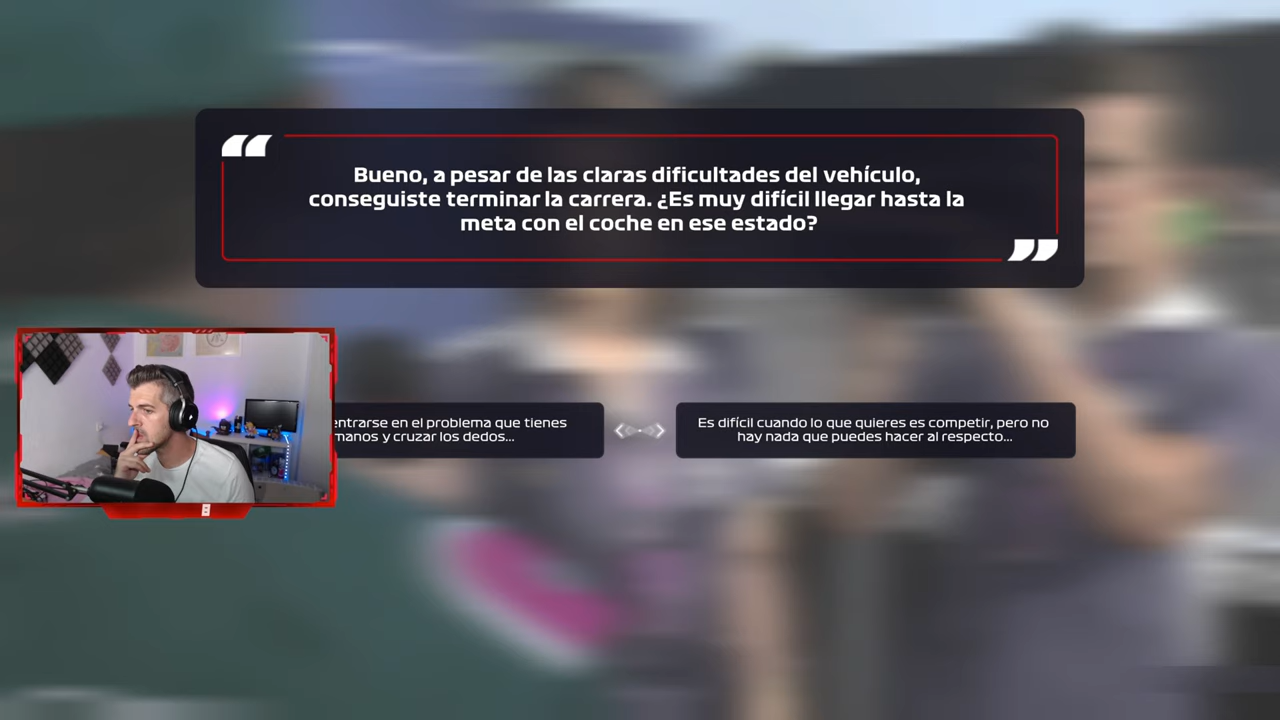 Bueno, a pesar de las claras dificultades del vehículo,
conseguiste terminar la carrera. ¿Es muy difícil llegar hasta la
meta con el coche en ese estado?
en el problema que tienes
y cruzar los dedos...
Es difícil cuando lo que quieres es competir, pero no
hay nada que puedes hacer al respecto...